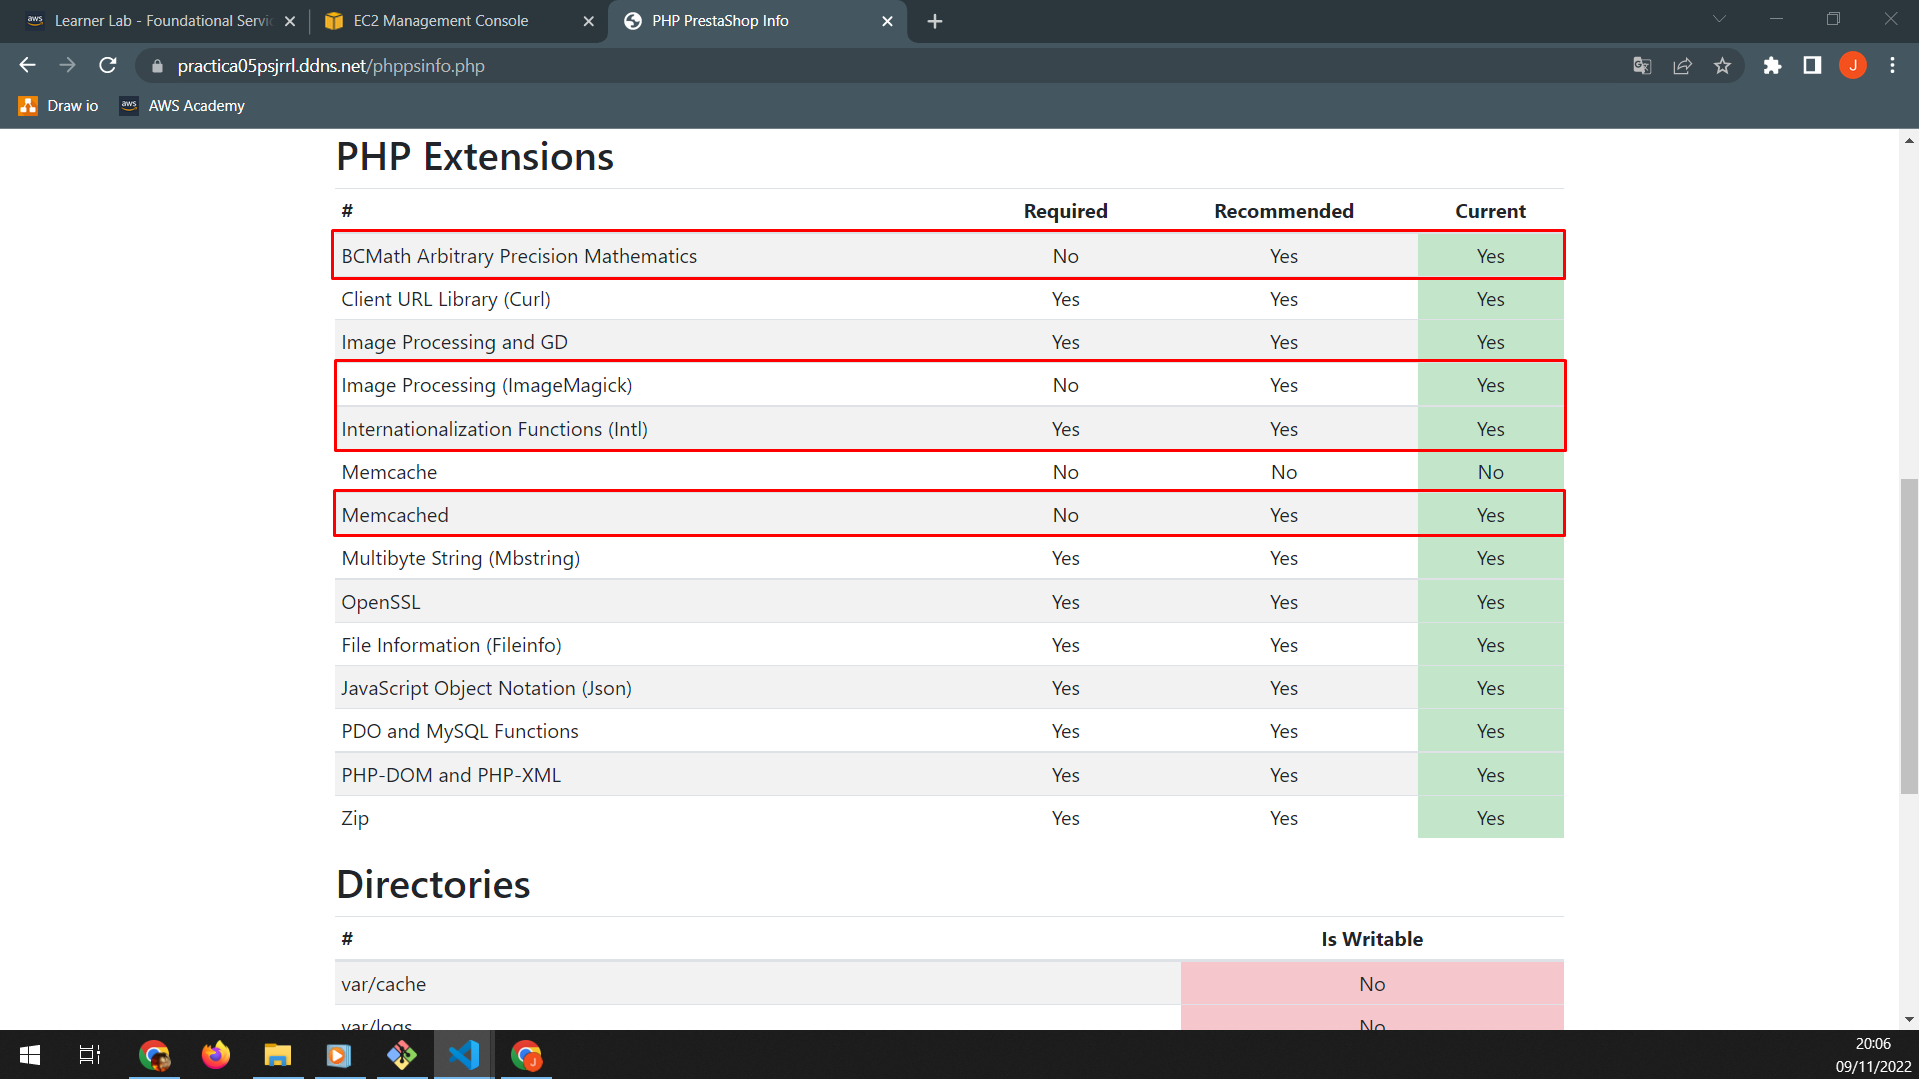 aws Learner Lab - Foundational Servic
EC2 Management Console
PHP PrestaShop Info
practica05psjrrl.ddns.net/phppsinfo.php
J
Draw io
aws AWS Academy
PHP Extensions
# Required Recommended Current
BCMath Arbitrary Precision Mathematics No Yes Yes
Client URL Library (Curl) Yes Yes Yes
Image Processing and GD Yes Yes Yes
Image Processing (ImageMagick) No Yes Yes
Internationalization Functions (Intl) Yes Yes Yes
Memcache No No No
Memcached No Yes Yes
Multibyte String (Mbstring) Yes Yes Yes
OpenSSL Yes Yes Yes
File Information (Fileinfo) Yes Yes Yes
JavaScript Object Notation (Json) Yes Yes Yes
PDO and MySQL Functions Yes Yes Yes
PHP-DOM and PHP-XML Yes Yes Yes
Zip Yes Yes Yes
Directories
# Is Writable
var/cache No
var/logs No
J
20:06
09/11/2022